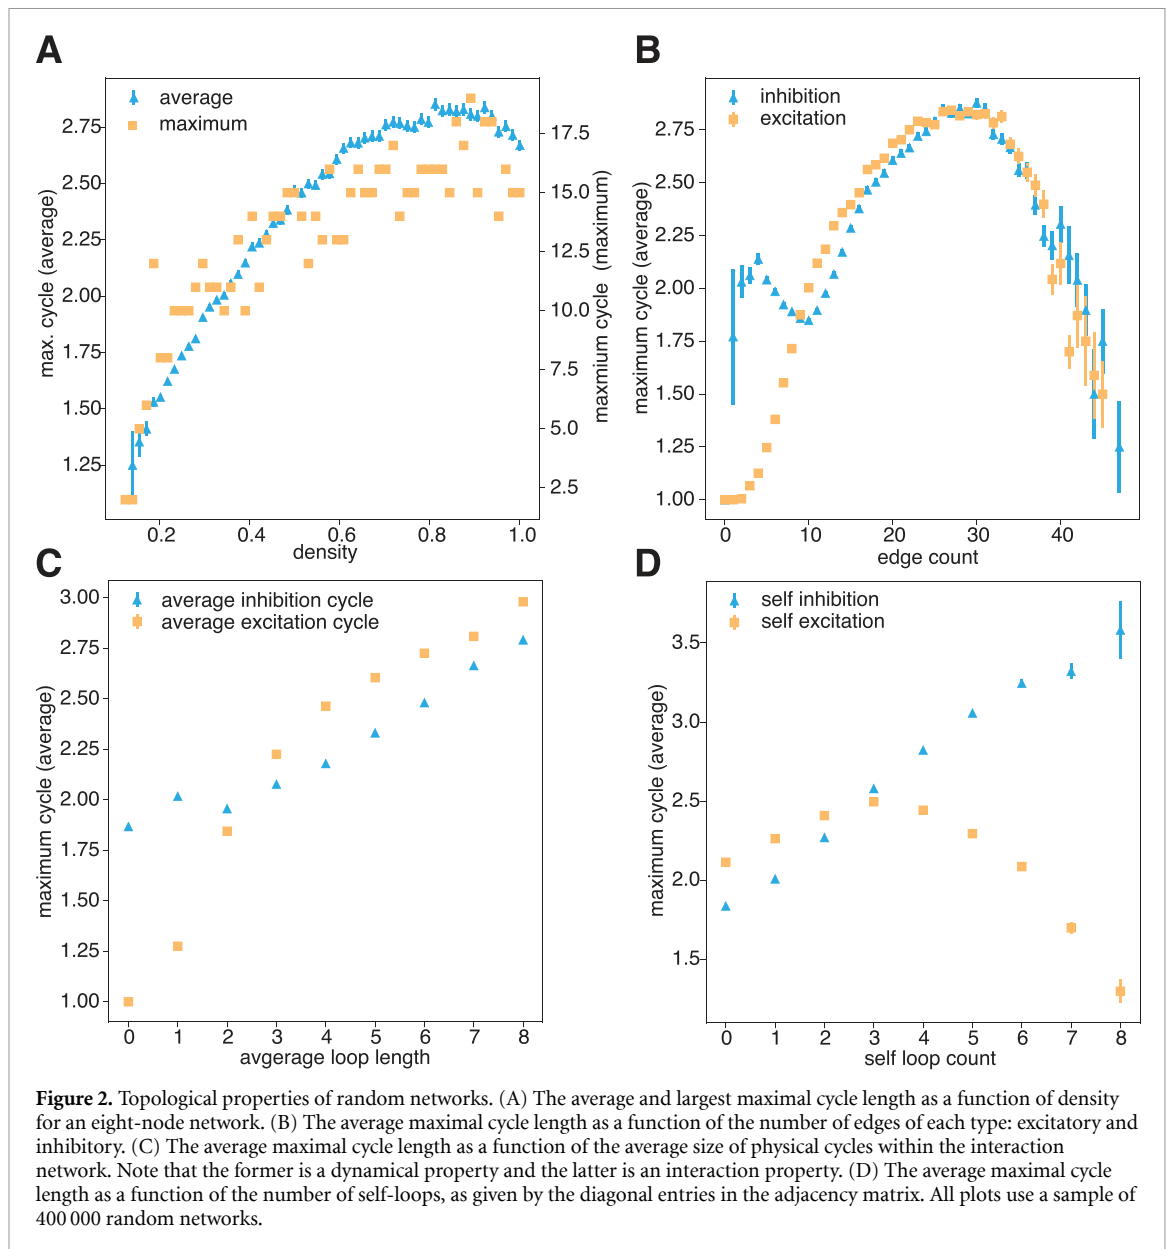 A
average
maximum
2.75
2.50
2.25
2.00
1.75
1.50
1.25
17.5
15.0
12.5
10.0
7.5
5.0
2.5
0.2
0.4
0.6
0.8
1.0
max. cycle (average)
maxmium cycle (maximum)
density
B
inhibition
excitation
2.75
2.50
2.25
2.00
1.75
1.50
1.25
1.00
0
10
20
30
40
maximum cycle (average)
edge count
C
average inhibition cycle
average excitation cycle
3.00
2.75
2.50
2.25
2.00
1.75
1.50
1.25
1.00
0
1
2
3
4
5
6
7
8
maximum cycle (average)
avgerage loop length
D
self inhibition
self excitation
3.5
3.0
2.5
2.0
1.5
0
1
2
3
4
5
6
7
8
maximum cycle (average)
self loop count
Figure 2. Topological properties of random networks. (A) The average and largest maximal cycle length as a function of density
for an eight-node network. (B) The average maximal cycle length as a function of the number of edges of each type: excitatory and
inhibitory. (C) The average maximal cycle length as a function of the average size of physical cycles within the interaction
network. Note that the former is a dynamical property and the latter is an interaction property. (D) The average maximal cycle
length as a function of the number of self-loops, as given by the diagonal entries in the adjacency matrix. All plots use a sample of
400 000 random networks.